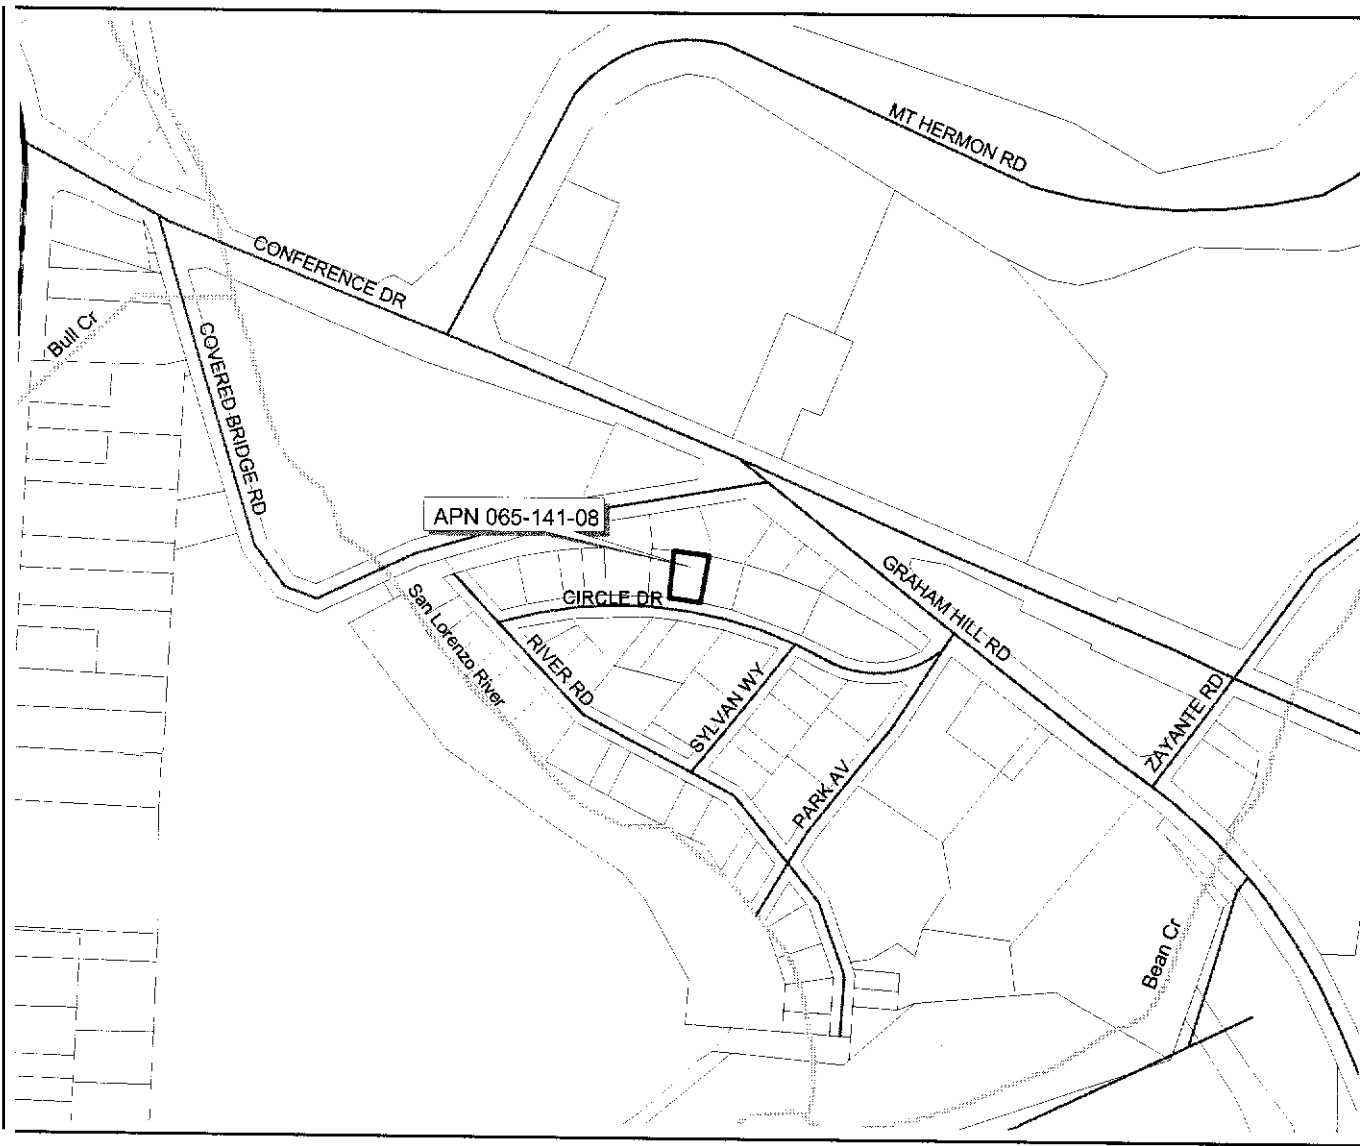 MT HERMON RD
CONFERENCE DR
Bull Cr
COVERED BRIDGE RD
APN 065-141-08
CIRCLE DR
GRAHAM HILL RD
San Lorenzo River
RIVER RD
SYLVAN WY
ZAYANTE RD
PARK AV
Bean Cr